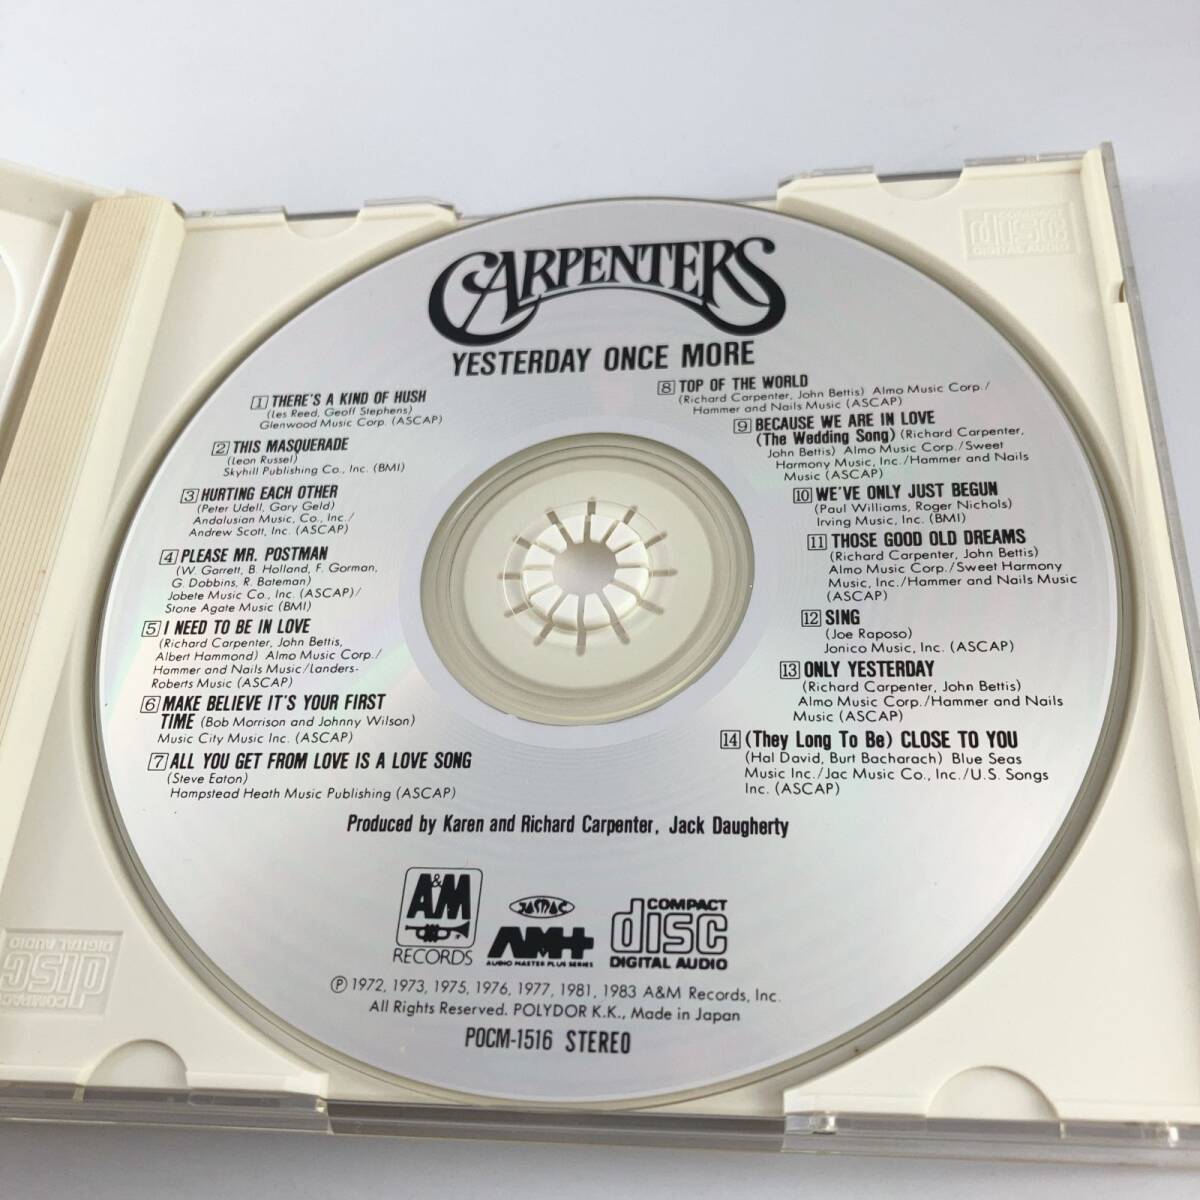 CARPENTERS
YESTERDAY ONCE MORE
1 THERE'S A KIND OF HUSH
(Les Reed, Geoff Stephens)
Glenwood Music Corp. (ASCAP)
2 THIS MASQUERADE
(Leon Russel)
Skyhill Publishing Co., Inc. (BMI)
3 HURTING EACH OTHER
(Peter Udell, Gary Geld)
Andalusian Music, Co., Inc./
Andrew Scott, Inc. (ASCAP)
4 PLEASE MR. POSTMAN
(W. Garrett, B. Holland, F. Gorman,
G. Dobbins, R. Bateman)
Jobete Music Co., Inc. (ASCAP)/
Stone Agate Music (BMI)
5 I NEED TO BE IN LOVE
(Richard Carpenter, John Bettis,
Albert Hammond) Almo Music Corp./
Hammer and Nails Music/Landers-
Roberts Music (ASCAP)
6 MAKE BELIEVE IT'S YOUR FIRST
TIME (Bob Morrison and Johnny Wilson)
Music City Music Inc. (ASCAP)
7 ALL YOU GET FROM LOVE IS A LOVE SONG
(Steve Eaton)
Hampstead Heath Music Publishing (ASCAP)
8 TOP OF THE WORLD
(Richard Carpenter, John Bettis) Almo Music Corp./
Hammer and Nails Music (ASCAP)
9 BECAUSE WE ARE IN LOVE
(The Wedding Song) (Richard Carpenter,
John Bettis) Almo Music Corp./Sweet
Harmony Music, Inc./Hammer and Nails
Music (ASCAP)
10 WE'VE ONLY JUST BEGUN
(Paul Williams, Roger Nichols)
Irving Music, Inc. (BMI)
11 THOSE GOOD OLD DREAMS
(Richard Carpenter, John Bettis)
Almo Music Corp./Sweet Harmony
Music, Inc./Hammer and Nails Music
(ASCAP)
12 SING
(Joe Raposo)
Jonico Music, Inc. (ASCAP)
13 ONLY YESTERDAY
(Richard Carpenter, John Bettis)
Almo Music Corp./Hammer and Nails
Music (ASCAP)
14 (They Long To Be) CLOSE TO YOU
(Hal David, Burt Bacharach) Blue Seas
Music Inc./Jac Music Co., Inc./U.S. Songs
Inc. (ASCAP)
Produced by Karen and Richard Carpenter, Jack Daugherty
A&M
RECORDS
JASRAC
AM+
AUDIO MASTER PLUS SERIES
COMPACT
disc
DIGITAL AUDIO
Ⓟ 1972, 1973, 1975, 1976, 1977, 1981, 1983 A&M Records, Inc.
All Rights Reserved. POLYDOR K.K., Made in Japan
POCM-1516 STEREO
COMPACT
disc
DIGITAL AUDIO
COMPACT
disc
DIGITAL AUDIO